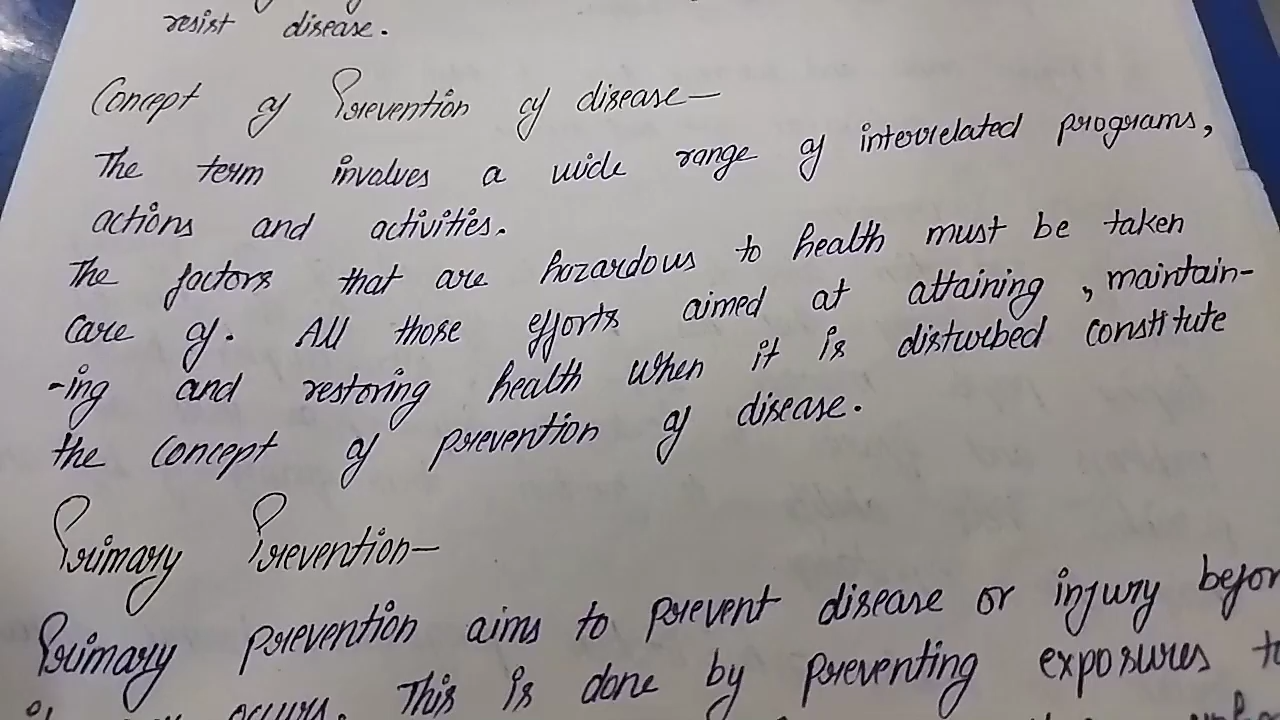 resist disease.
Concept of Prevention of disease—
The term involves a wide range of interrelated programs,
actions and activities.
The factors that are hazardous to health must be taken
care of. All those efforts aimed at attaining, maintain-
-ing and restoring health when it is disturbed constitute
the concept of prevention of disease.
Primary Prevention—
Primary prevention aims to prevent disease or injury befor
occurs. This is done by preventing exposures to